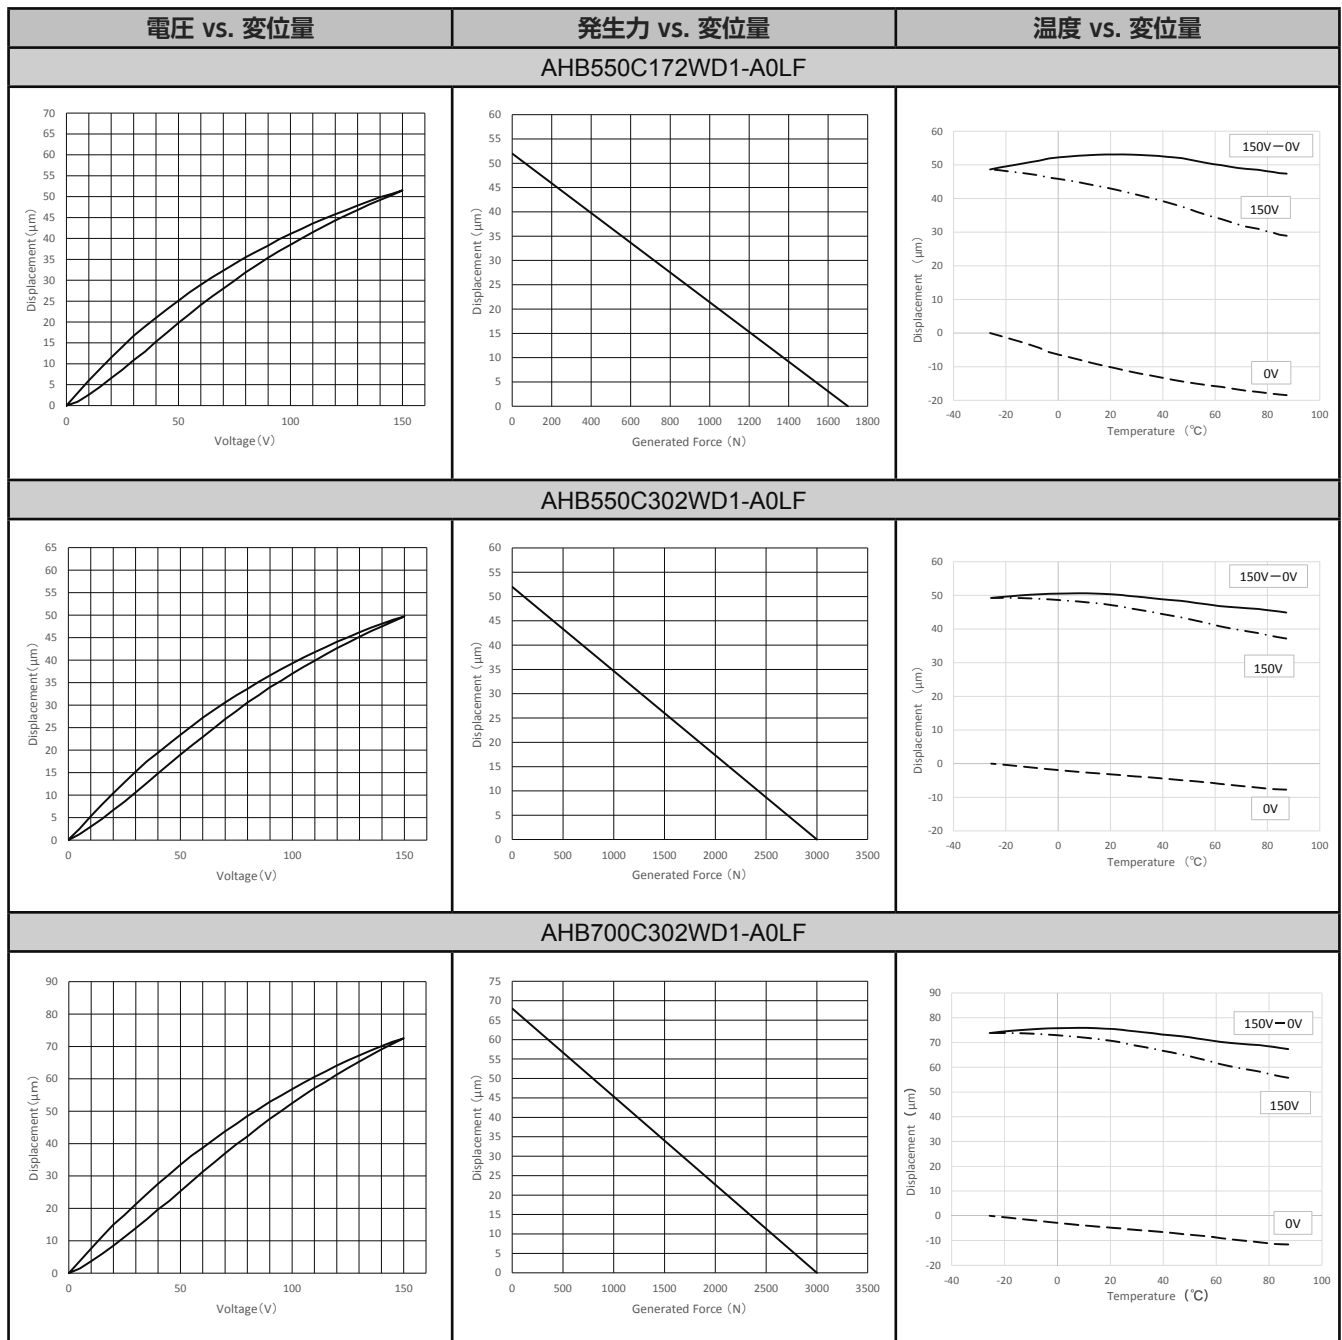 電圧 vs. 変位量
発生力 vs. 変位量
温度 vs. 変位量
AHB550C172WD1-A0LF
70
65
60
55
50
45
40
35
30
25
20
15
10
5
0
Displacement(μm)
0 50 100 150
Voltage(V)
60
55
50
45
40
35
30
25
20
15
10
5
0
Displacement(μm)
0 200 400 600 800 1000 1200 1400 1600 1800
Generated Force (N)
60
50
40
30
20
10
0
-10
-20
Displacement (μm)
150V－0V
150V
0V
-40 -20 0 20 40 60 80 100
Temperature (℃)
AHB550C302WD1-A0LF
65
60
55
50
45
40
35
30
25
20
15
10
5
0
Displacement(μm)
0 50 100 150
Voltage(V)
60
55
50
45
40
35
30
25
20
15
10
5
0
Displacement(μm)
0 500 1000 1500 2000 2500 3000 3500
Generated Force (N)
60
50
40
30
20
10
0
-10
-20
Displacement (μm)
150V－0V
150V
0V
-40 -20 0 20 40 60 80 100
Temperature (℃)
AHB700C302WD1-A0LF
90
80
70
60
50
40
30
20
10
0
Displacement(μm)
0 50 100 150
Voltage(V)
75
70
65
60
55
50
45
40
35
30
25
20
15
10
5
0
Displacement(μm)
0 500 1000 1500 2000 2500 3000 3500
Generated Force (N)
90
80
70
60
50
40
30
20
10
0
-10
-20
Displacement (μm)
150V－0V
150V
0V
-40 -20 0 20 40 60 80 100
Temperature (℃)